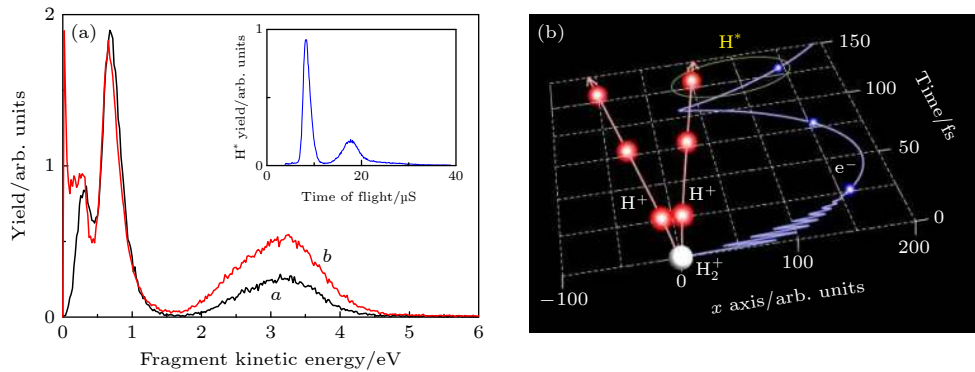 (a)
Yield/arb. units
2
1
0
0
1
2
3
4
5
6
Fragment kinetic energy/eV
a
b
H* yield/arb. units
1
0
0
20
40
Time of flight/μS
(b)
H*
150
100
50
0
Time/fs
e−
H+
H+
H2+
−100
0
100
200
x axis/arb. units